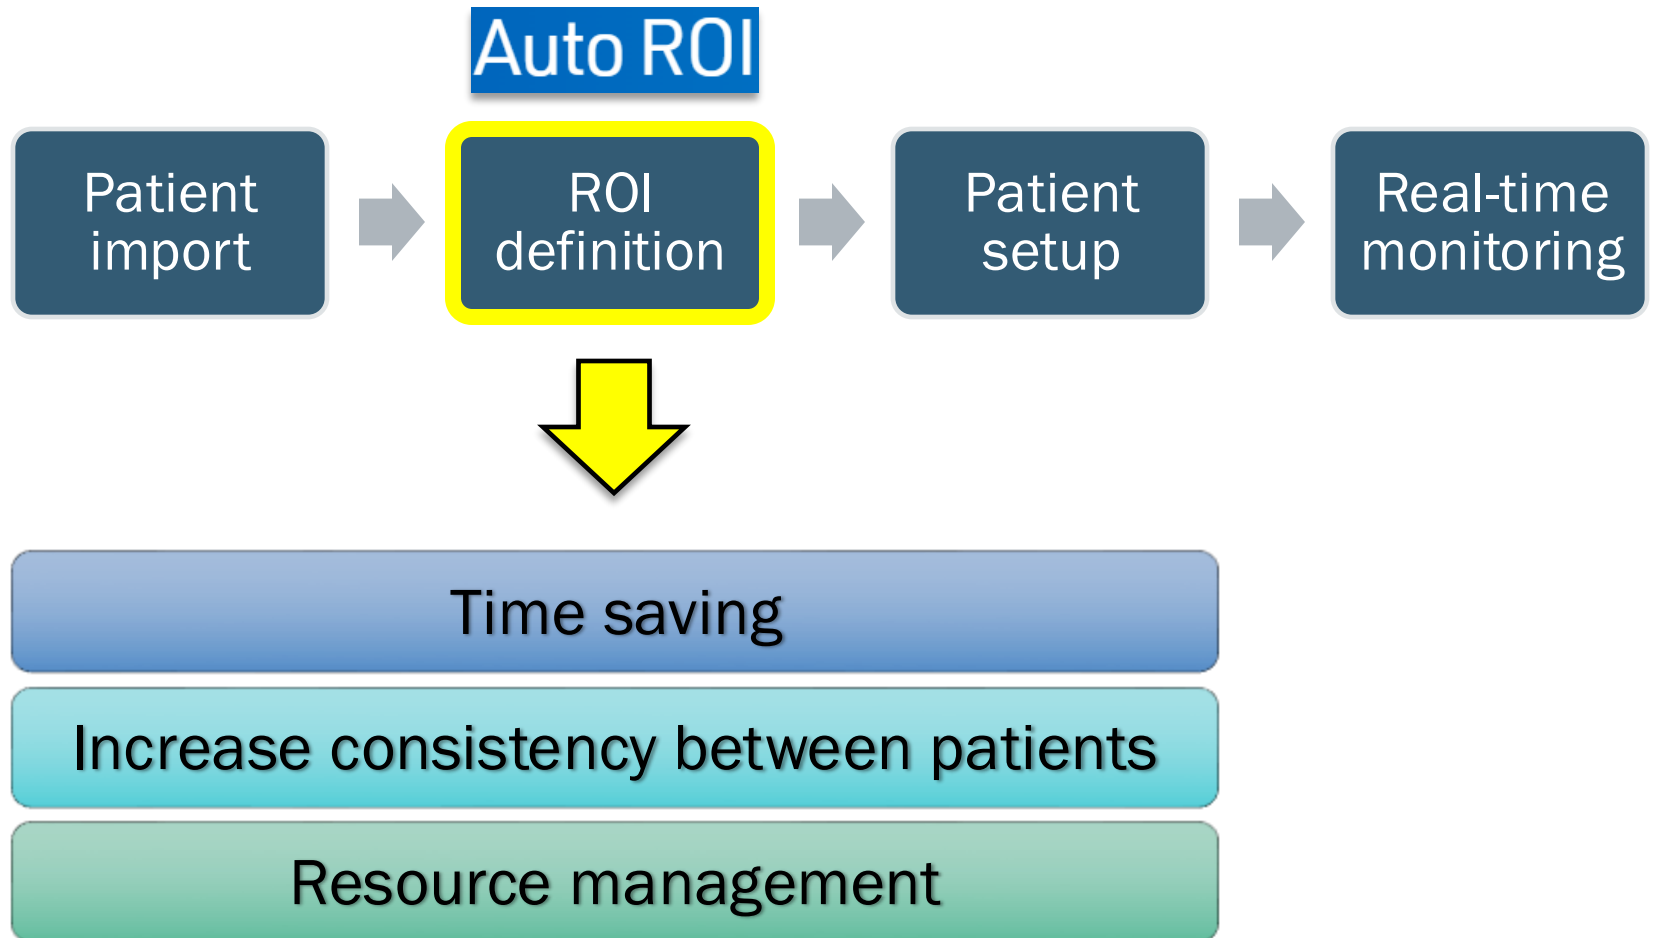 Auto ROI
Patient
import
ROI
definition
Patient
setup
Real-time
monitoring
Time saving
Increase consistency between patients
Resource management